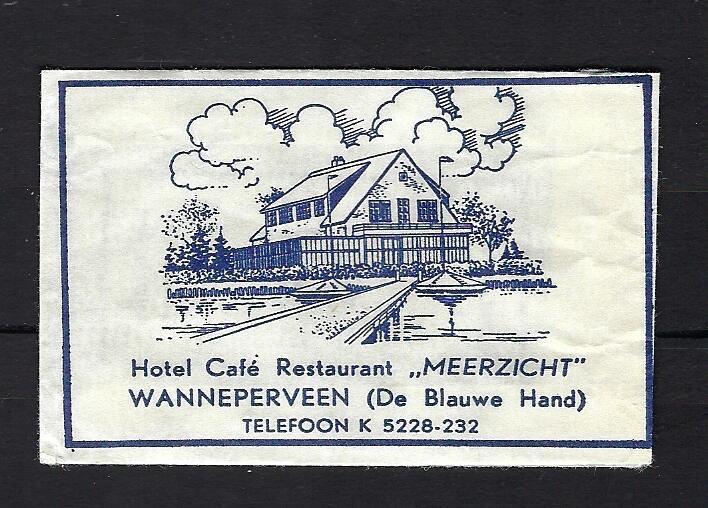 Hotel Café Restaurant „MEERZICHT"
WANNEPERVEEN (De Blauwe Hand)
TELEFOON K 5228-232